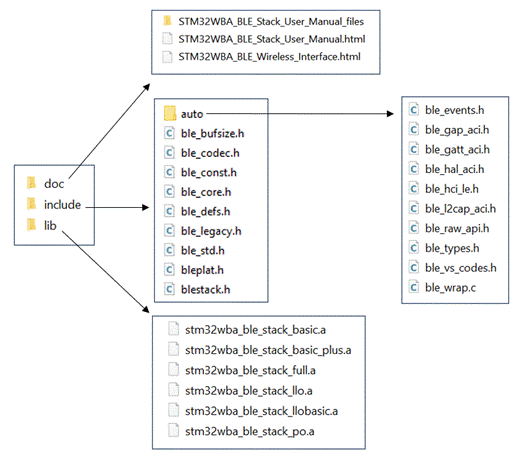 STM32WBA_BLE_Stack_User_Manual_files
STM32WBA_BLE_Stack_User_Manual.html
STM32WBA_BLE_Wireless_Interface.html
doc
include
lib
auto
ble_bufsize.h
ble_codec.h
ble_const.h
ble_core.h
ble_defs.h
ble_legacy.h
ble_std.h
bleplat.h
blestack.h
ble_events.h
ble_gap_aci.h
ble_gatt_aci.h
ble_hal_aci.h
ble_hci_le.h
ble_l2cap_aci.h
ble_raw_api.h
ble_types.h
ble_vs_codes.h
ble_wrap.c
stm32wba_ble_stack_basic.a
stm32wba_ble_stack_basic_plus.a
stm32wba_ble_stack_full.a
stm32wba_ble_stack_llo.a
stm32wba_ble_stack_llobasic.a
stm32wba_ble_stack_po.a